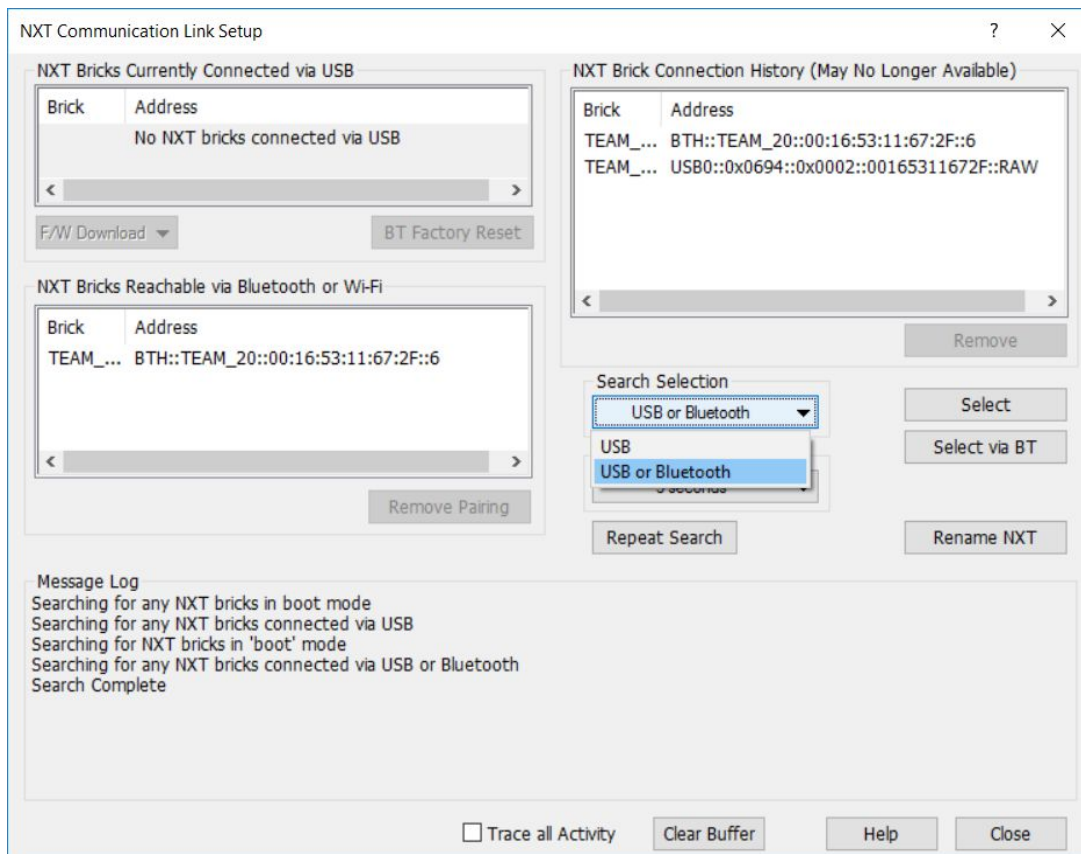 NXT Communication Link Setup
NXT Bricks Currently Connected via USB
Brick Address
No NXT bricks connected via USB
F/W Download
BT Factory Reset
NXT Bricks Reachable via Bluetooth or Wi-Fi
Brick Address
TEAM_... BTH::TEAM_20::00:16:53:11:67:2F::6
Remove Pairing
NXT Brick Connection History (May No Longer Available)
Brick Address
TEAM_... BTH::TEAM_20::00:16:53:11:67:2F::6
TEAM_... USB0::0x0694::0x0002::00165311672F::RAW
Remove
Search Selection
USB or Bluetooth
USB
USB or Bluetooth
seconds
Repeat Search
Select
Select via BT
Rename NXT
Message Log
Searching for any NXT bricks in boot mode
Searching for any NXT bricks connected via USB
Searching for NXT bricks in 'boot' mode
Searching for any NXT bricks connected via USB or Bluetooth
Search Complete
Trace all Activity
Clear Buffer
Help
Close